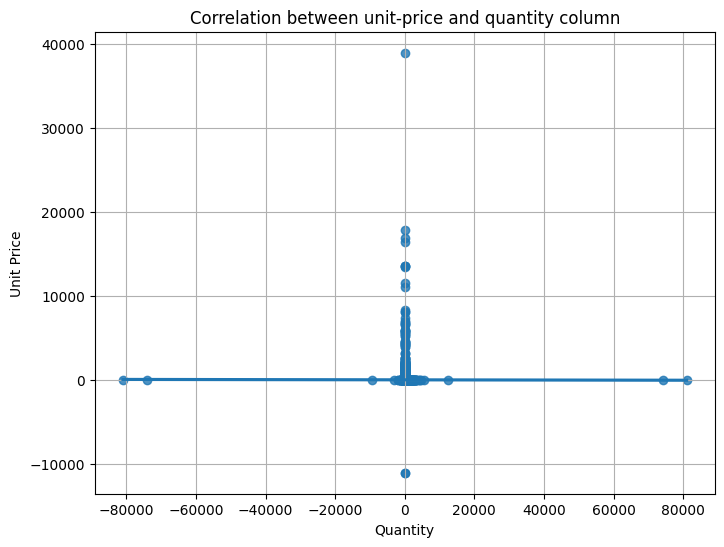 Correlation between unit-price and quantity column
40000
30000
20000
10000
0
−10000
Unit Price
−80000 −60000 −40000 −20000 0 20000 40000 60000 80000
Quantity